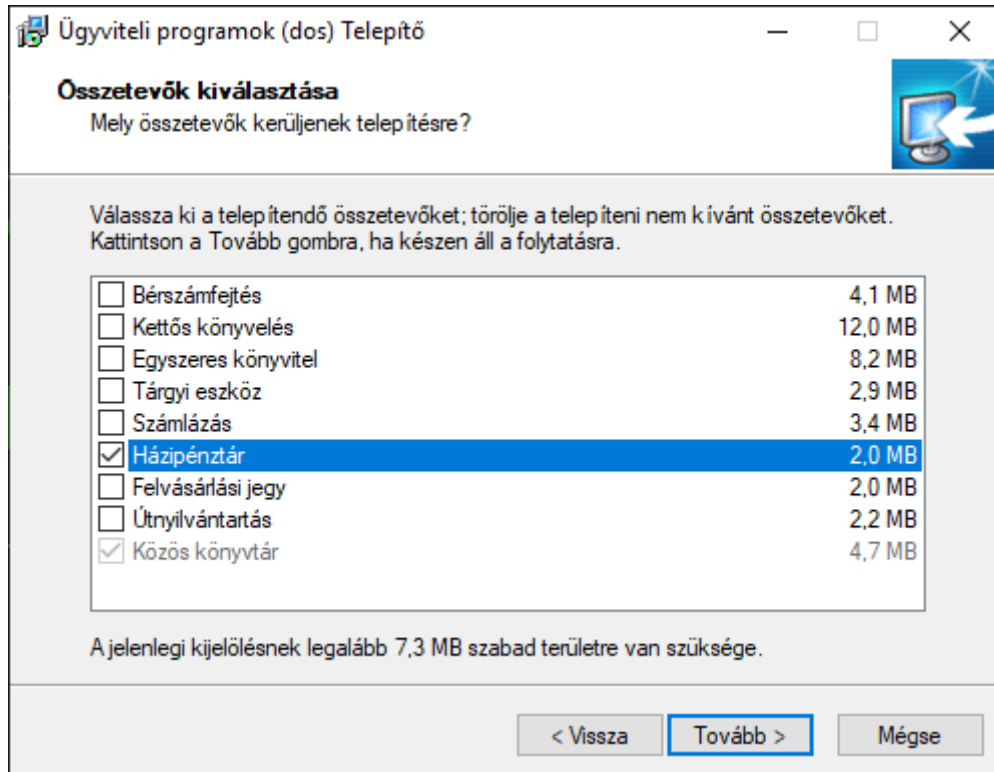 Ügyviteli programok (dos) Telepítő
Összetevők kiválasztása
Mely összetevők kerüljenek telepítésre?
Válassza ki a telepítendő összetevőket; törölje a telepíteni nem kívánt összetevőket.
Kattintson a Tovább gombra, ha készen áll a folytatásra.
Bérszámfejtés 4,1 MB
Kettős könyvelés 12,0 MB
Egyszeres könyvitel 8,2 MB
Tárgyi eszköz 2,9 MB
Számlázás 3,4 MB
Házipénztár 2,0 MB
Felvásárlási jegy 2,0 MB
Útnyilvántartás 2,2 MB
Közös könyvtár 4,7 MB
A jelenlegi kijelölésnek legalább 7,3 MB szabad területre van szüksége.
< Vissza Tovább > Mégse